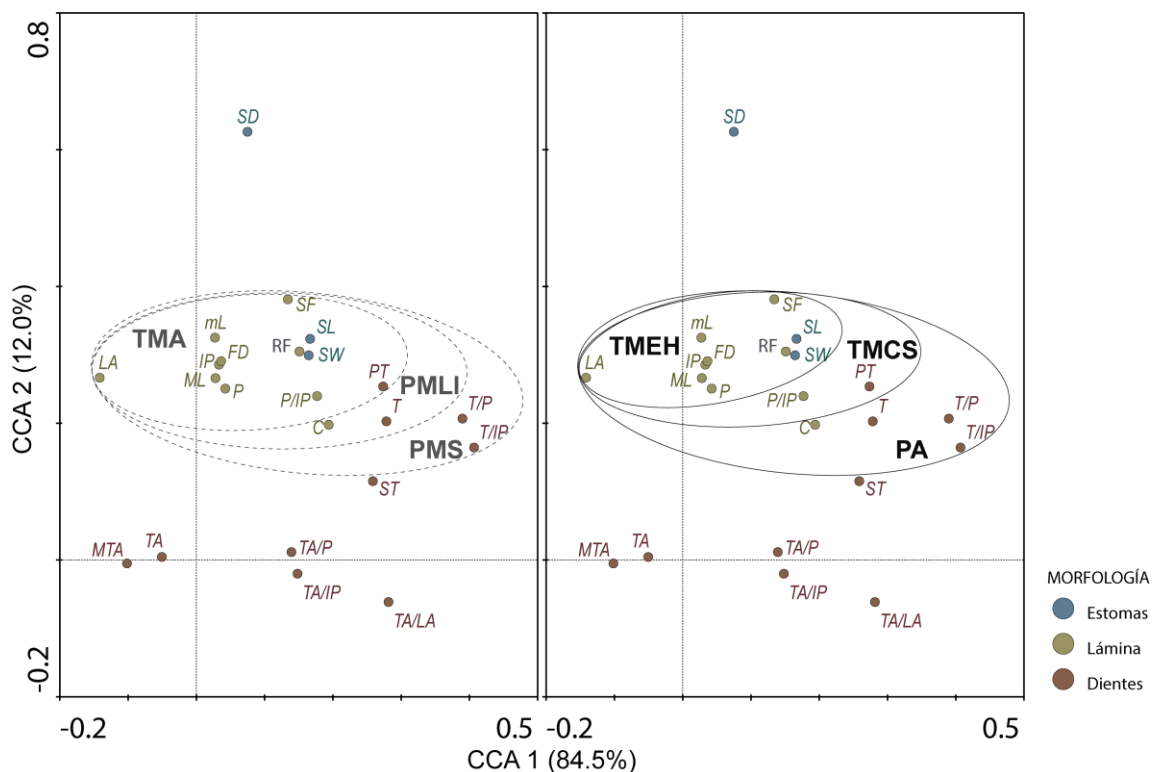 0.8
CCA 2 (12.0%)
-0.2
SD
SF
mL
SL
TMA
RF
SW
LA
IP
FD
ML
P
PT
PMLI
P/IP
T
T/P
C
T/IP
PMS
ST
MTA
TA
TA/P
TA/IP
TA/LA
-0.2
0.5
SD
SF
mL
SL
TMEH
RF
SW
TMCS
LA
IP
FD
ML
P
PT
P/IP
T
T/P
C
T/IP
PA
ST
MTA
TA
TA/P
TA/IP
TA/LA
-0.2
0.5
CCA 1 (84.5%)
MORFOLOGÍA
Estomas
Lámina
Dientes